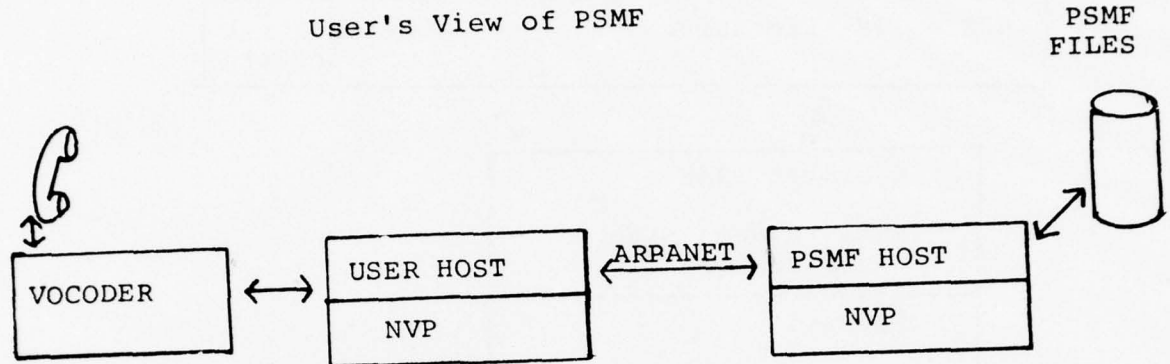 User's View of PSMF
PSMF
FILES
VOCODER
USER HOST
NVP
ARPANET
PSMF HOST
NVP